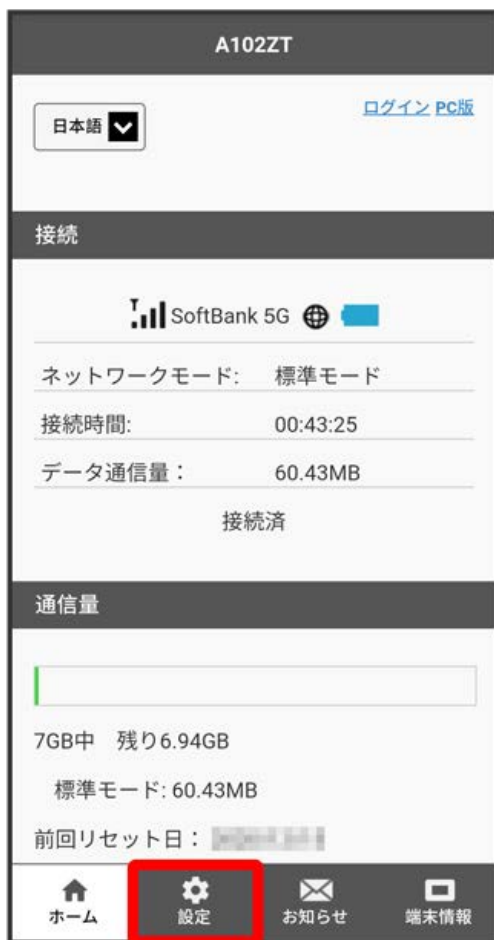 A102ZT
日本語
ログイン PC版
接続
SoftBank 5G
ネットワークモード: 標準モード
接続時間: 00:43:25
データ通信量： 60.43MB
接続済
通信量
7GB中 残り6.94GB
標準モード: 60.43MB
前回リセット日：
ホーム 設定 お知らせ 端末情報